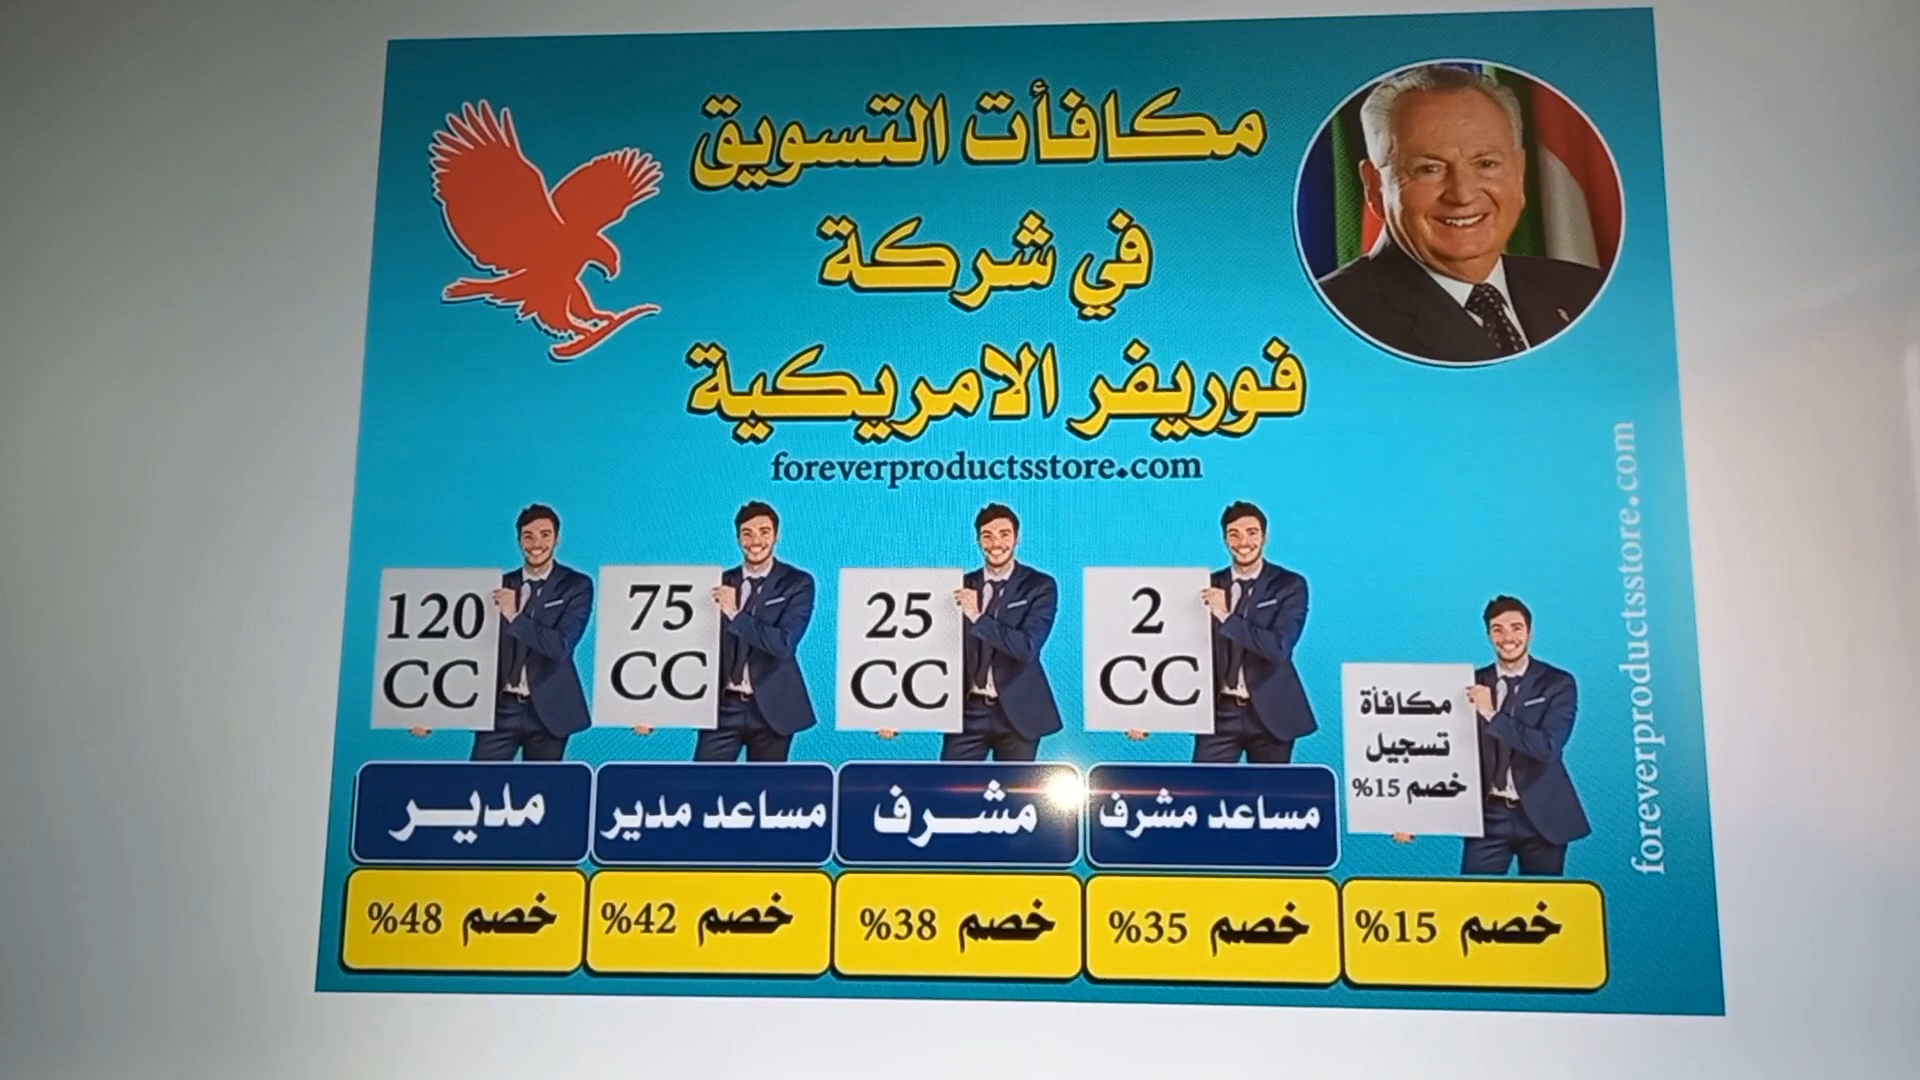 مكافأت التسويق
في شركة
فوريفر الامريكية
foreverproductsstore.com
foreverproductsstore.com
مكافأة
تسجيل
خصم 15%
2
CC
25
CC
75
CC
120
CC
مساعد مشرف
مشرف
مساعد مدير
مدير
خصم 15%
خصم 35%
خصم 38%
خصم 42%
خصم 48%